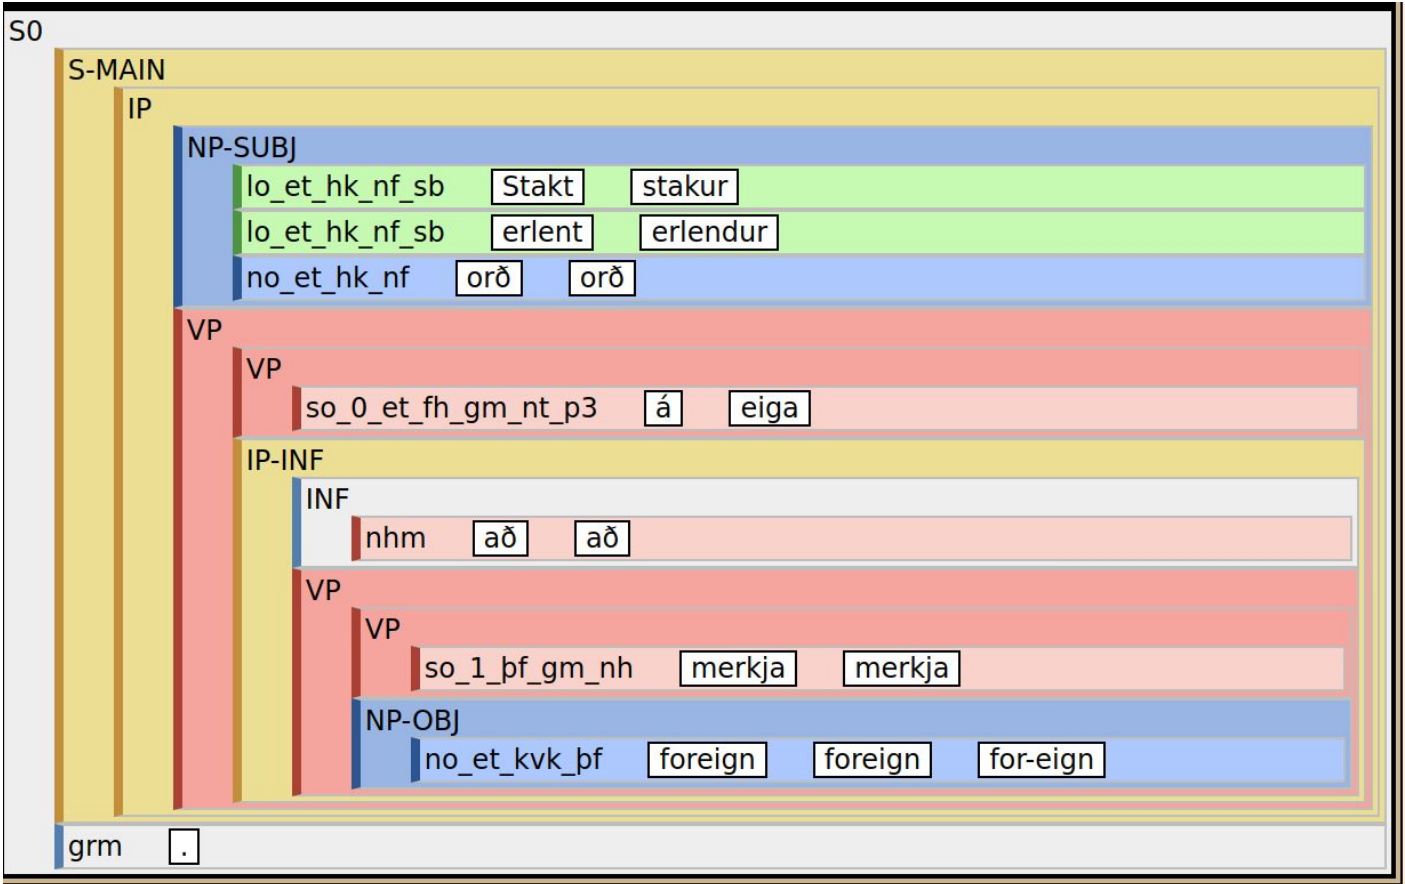 S0
S-MAIN
IP
NP-SUBJ
lo_et_hk_nf_sb Stakt stakur
lo_et_hk_nf_sb erlent erlendur
no_et_hk_nf orð orð
VP
VP
so_0_et_fh_gm_nt_p3 á eiga
IP-INF
INF
nhm að að
VP
VP
so_1_þf_gm_nh merkja merkja
NP-OBJ
no_et_kvk_þf foreign foreign for-eign
grm .